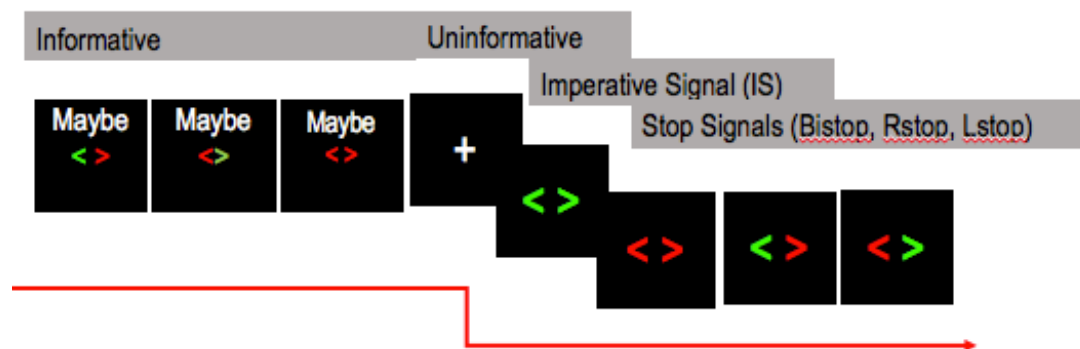 Informative
Uninformative
Imperative Signal (IS)
Stop Signals (Bistop, Rstop, Lstop)
Maybe
< >
Maybe
<>
Maybe
< >
+
< >
< >
< >
< >